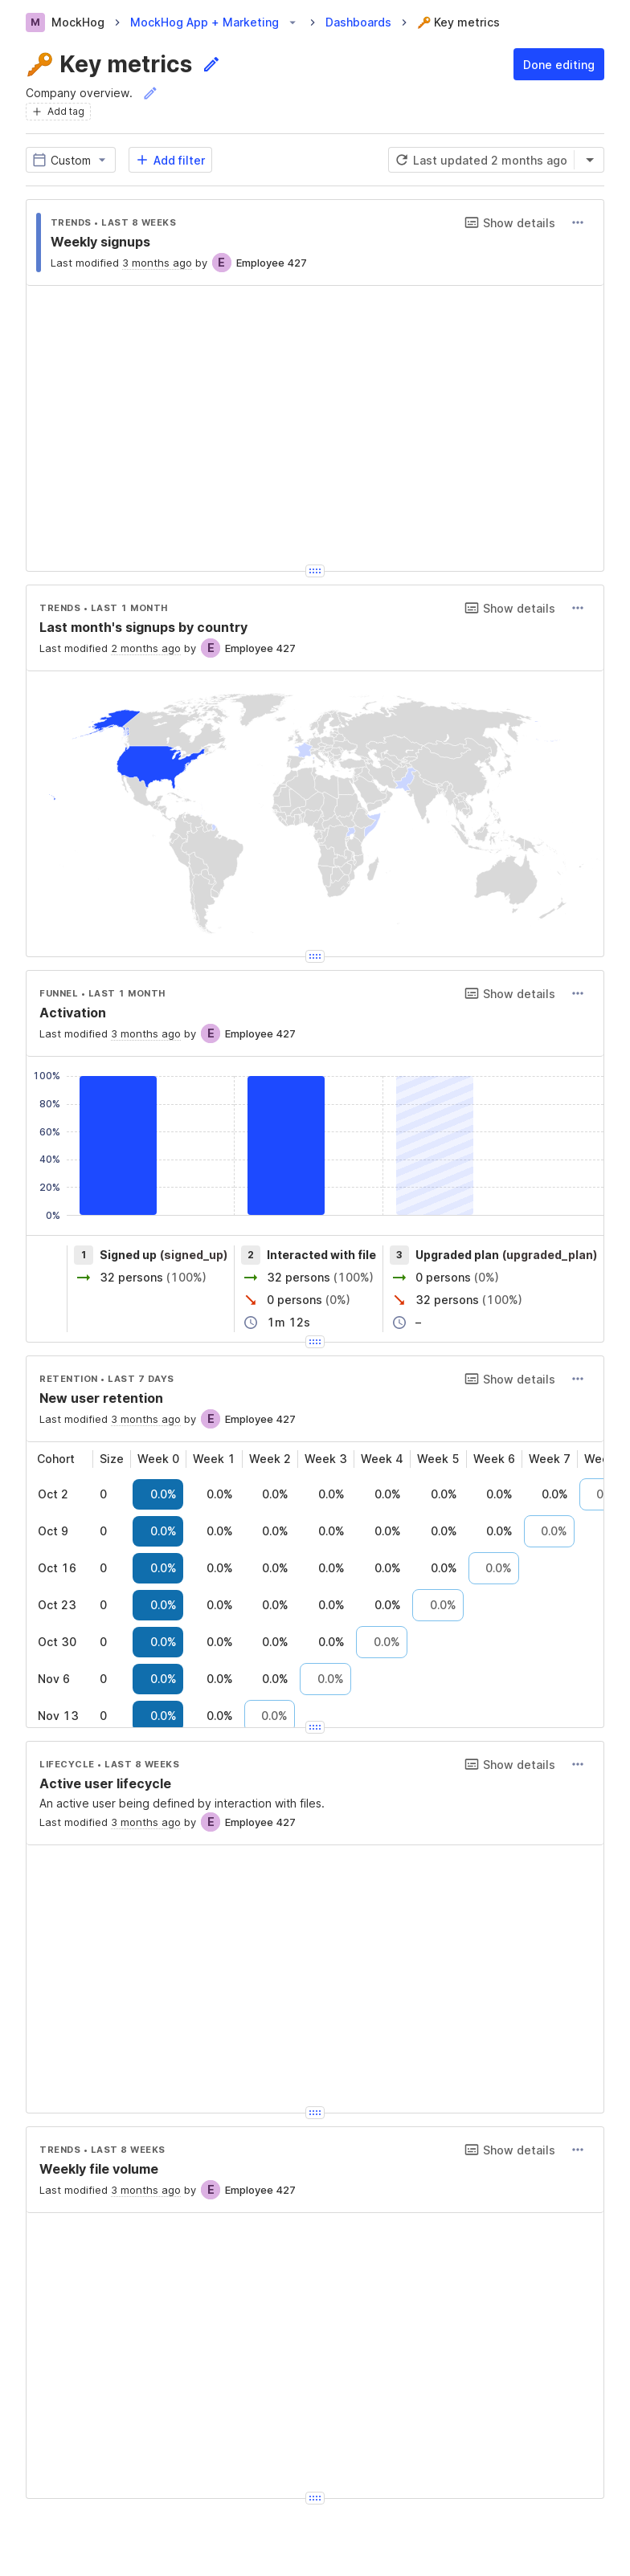 M MockHog > MockHog App + Marketing > Dashboards > 🔑 Key metrics
🔑 Key metrics
Done editing
Company overview.
+ Add tag
Custom
+ Add filter
Last updated 2 months ago
TRENDS • LAST 8 WEEKS
Show details
Weekly signups
Last modified 3 months ago by E Employee 427
TRENDS • LAST 1 MONTH
Show details
Last month's signups by country
Last modified 2 months ago by E Employee 427
FUNNEL • LAST 1 MONTH
Show details
Activation
Last modified 3 months ago by E Employee 427
100%
80%
60%
40%
20%
0%
1 Signed up (signed_up)
32 persons (100%)
2 Interacted with file
32 persons (100%)
0 persons (0%)
1m 12s
3 Upgraded plan (upgraded_plan)
0 persons (0%)
32 persons (100%)
–
RETENTION • LAST 7 DAYS
Show details
New user retention
Last modified 3 months ago by E Employee 427
Cohort Size Week 0 Week 1 Week 2 Week 3 Week 4 Week 5 Week 6 Week 7
Oct 2 0 0.0% 0.0% 0.0% 0.0% 0.0% 0.0% 0.0% 0.0%
Oct 9 0 0.0% 0.0% 0.0% 0.0% 0.0% 0.0% 0.0% 0.0%
Oct 16 0 0.0% 0.0% 0.0% 0.0% 0.0% 0.0% 0.0%
Oct 23 0 0.0% 0.0% 0.0% 0.0% 0.0% 0.0%
Oct 30 0 0.0% 0.0% 0.0% 0.0% 0.0%
Nov 6 0 0.0% 0.0% 0.0% 0.0%
Nov 13 0 0.0% 0.0% 0.0%
LIFECYCLE • LAST 8 WEEKS
Show details
Active user lifecycle
An active user being defined by interaction with files.
Last modified 3 months ago by E Employee 427
TRENDS • LAST 8 WEEKS
Show details
Weekly file volume
Last modified 3 months ago by E Employee 427